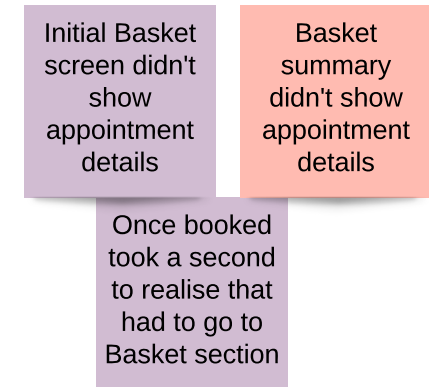 Initial Basket
screen didn't
show
appointment
details
Basket
summary
didn't show
appointment
details
Once booked
took a second
to realise that
had to go to
Basket section